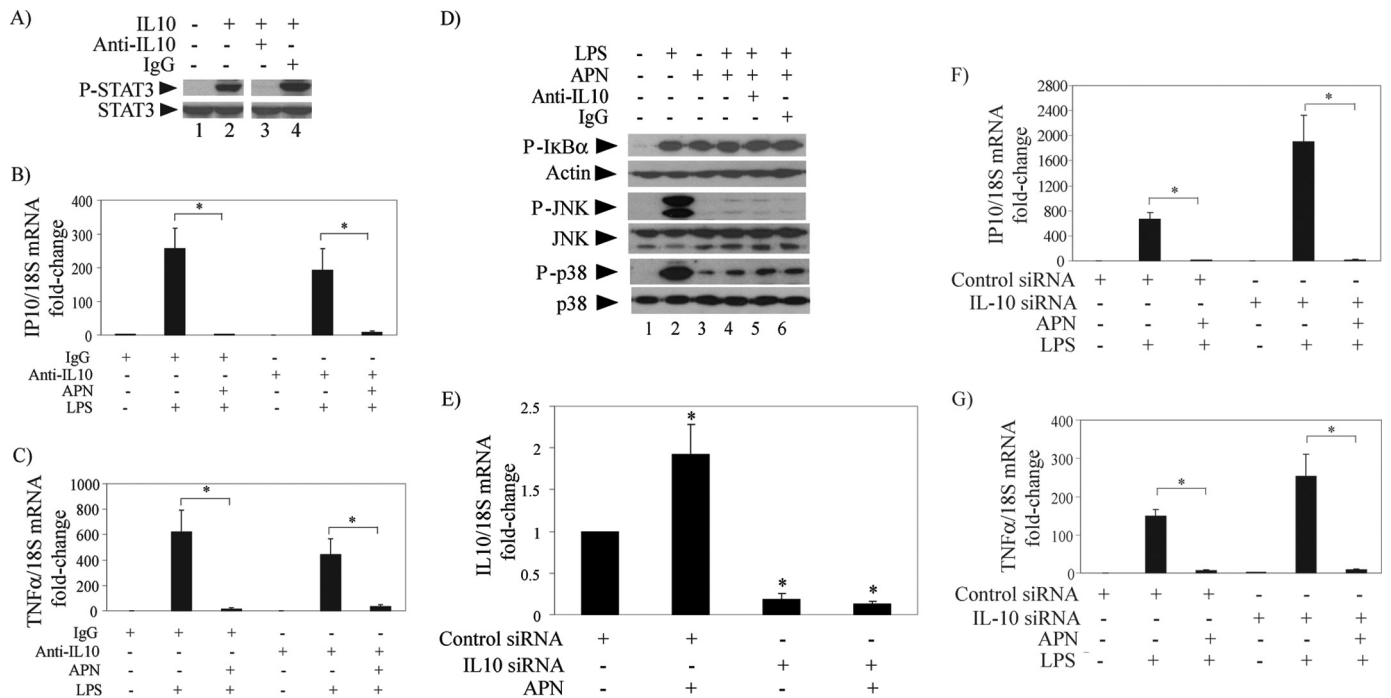 A)
IL10 - + + +
Anti-IL10 +
IgG +
P-STAT3
STAT3
1 2 3 4
B)
IP10/18S mRNA
fold-change
400
300
200
100
0
* *
IgG + + + - - -
Anti-IL10 - - - + + +
APN - - + - - +
LPS - + + - + +
C)
TNFα/18S mRNA
fold-change
1000
800
600
400
200
0
* *
IgG + + + - - -
Anti-IL10 - - - + + +
APN - - + - - +
LPS - + + - + +
D)
LPS - + - + + +
APN - - + + + +
Anti-IL10 - - - - + -
IgG - - - - - +
P-IκBα
Actin
P-JNK
JNK
P-p38
p38
1 2 3 4 5 6
E)
IL10/18S mRNA
fold-change
2.5
2
1.5
1
0.5
0
* * *
Control siRNA + + - -
IL10 siRNA - - + +
APN - + - +
F)
IP10/18S mRNA
fold-change
2800
2400
2000
1600
1200
800
400
0
* *
Control siRNA + + + - - -
IL-10 siRNA - - - + + +
APN - - + - - +
LPS - + + - + +
G)
TNFα/18S mRNA
fold-change
400
300
200
100
0
* *
Control siRNA + + + - - -
IL-10 siRNA - - - + + +
APN - - + - - +
LPS - + + - + +